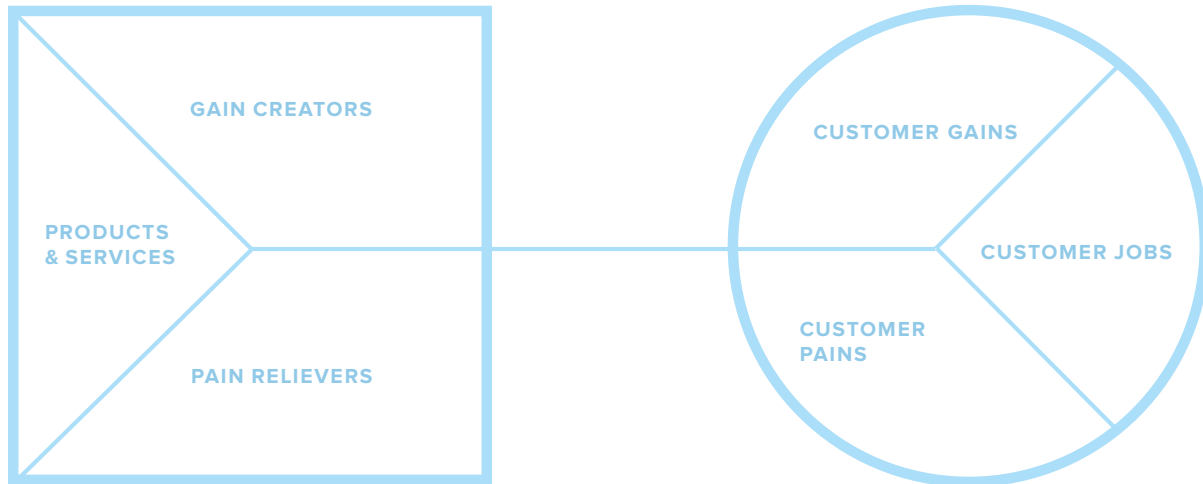 GAIN CREATORS
PRODUCTS
& SERVICES
PAIN RELIEVERS
CUSTOMER GAINS
CUSTOMER JOBS
CUSTOMER
PAINS